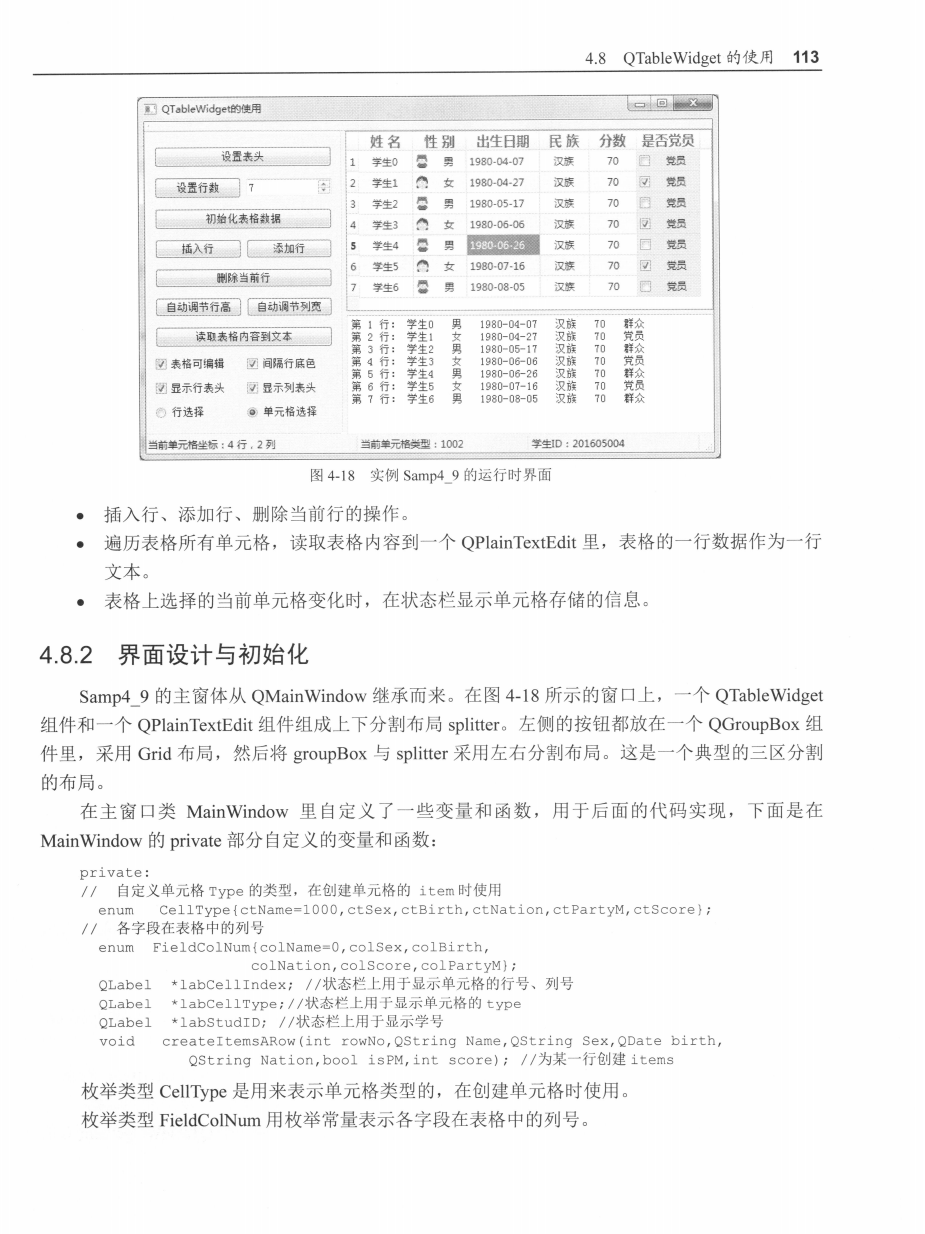 4.8 QTableWidget 的使用 113
QTableWidget的使用
设置表头
设置行数 7
初始化表格数据
插入行 添加行
删除当前行
自动调节行高 自动调节列宽
读取表格内容到文本
表格可编辑 间隔行底色
显示行表头 显示列表头
行选择 单元格选择
姓 名 性 别 出生日期 民 族 分数 是否党员
1 学生0 男 1980-04-07 汉族 70 党员
2 学生1 女 1980-04-27 汉族 70 党员
3 学生2 男 1980-05-17 汉族 70 党员
4 学生3 女 1980-06-06 汉族 70 党员
5 学生4 男 1980-06-26 汉族 70 党员
6 学生5 女 1980-07-16 汉族 70 党员
7 学生6 男 1980-08-05 汉族 70 党员
第 1 行: 学生0 男 1980-04-07 汉族 70 群众
第 2 行: 学生1 女 1980-04-27 汉族 70 党员
第 3 行: 学生2 男 1980-05-17 汉族 70 群众
第 4 行: 学生3 女 1980-06-06 汉族 70 党员
第 5 行: 学生4 男 1980-06-26 汉族 70 群众
第 6 行: 学生5 女 1980-07-16 汉族 70 党员
第 7 行: 学生6 男 1980-08-05 汉族 70 群众
当前单元格坐标:4 行,2 列 当前单元格类型:1002 学生ID:201605004
图 4-18 实例 Samp4_9 的运行时界面
● 插入行、添加行、删除当前行的操作。
● 遍历表格所有单元格,读取表格内容到一个 QPlainTextEdit 里,表格的一行数据作为一行
文本。
● 表格上选择的当前单元格变化时,在状态栏显示单元格存储的信息。
4.8.2 界面设计与初始化
Samp4_9 的主窗体从 QMainWindow 继承而来。在图 4-18 所示的窗口上,一个 QTableWidget
组件和一个 QPlainTextEdit 组件组成上下分割布局 splitter。左侧的按钮都放在一个 QGroupBox 组
件里,采用 Grid 布局,然后将 groupBox 与 splitter 采用左右分割布局。这是一个典型的三区分割
的布局。
在主窗口类 MainWindow 里自定义了一些变量和函数,用于后面的代码实现,下面是在
MainWindow 的 private 部分自定义的变量和函数:
private:
// 自定义单元格 Type 的类型,在创建单元格的 item 时使用
enum CellType{ctName=1000,ctSex,ctBirth,ctNation,ctPartyM,ctScore};
// 各字段在表格中的列号
enum FieldColNum{colName=0,colSex,colBirth,
colNation,colScore,colPartyM};
QLabel *labCellIndex; //状态栏上用于显示单元格的行号、列号
QLabel *labCellType;//状态栏上用于显示单元格的 type
QLabel *labStudID; //状态栏上用于显示学号
void createItemsARow(int rowNo,QString Name,QString Sex,QDate birth,
QString Nation,bool isPM,int score); //为某一行创建 items
枚举类型 CellType 是用来表示单元格类型的,在创建单元格时使用。
枚举类型 FieldColNum 用枚举常量表示各字段在表格中的列号。